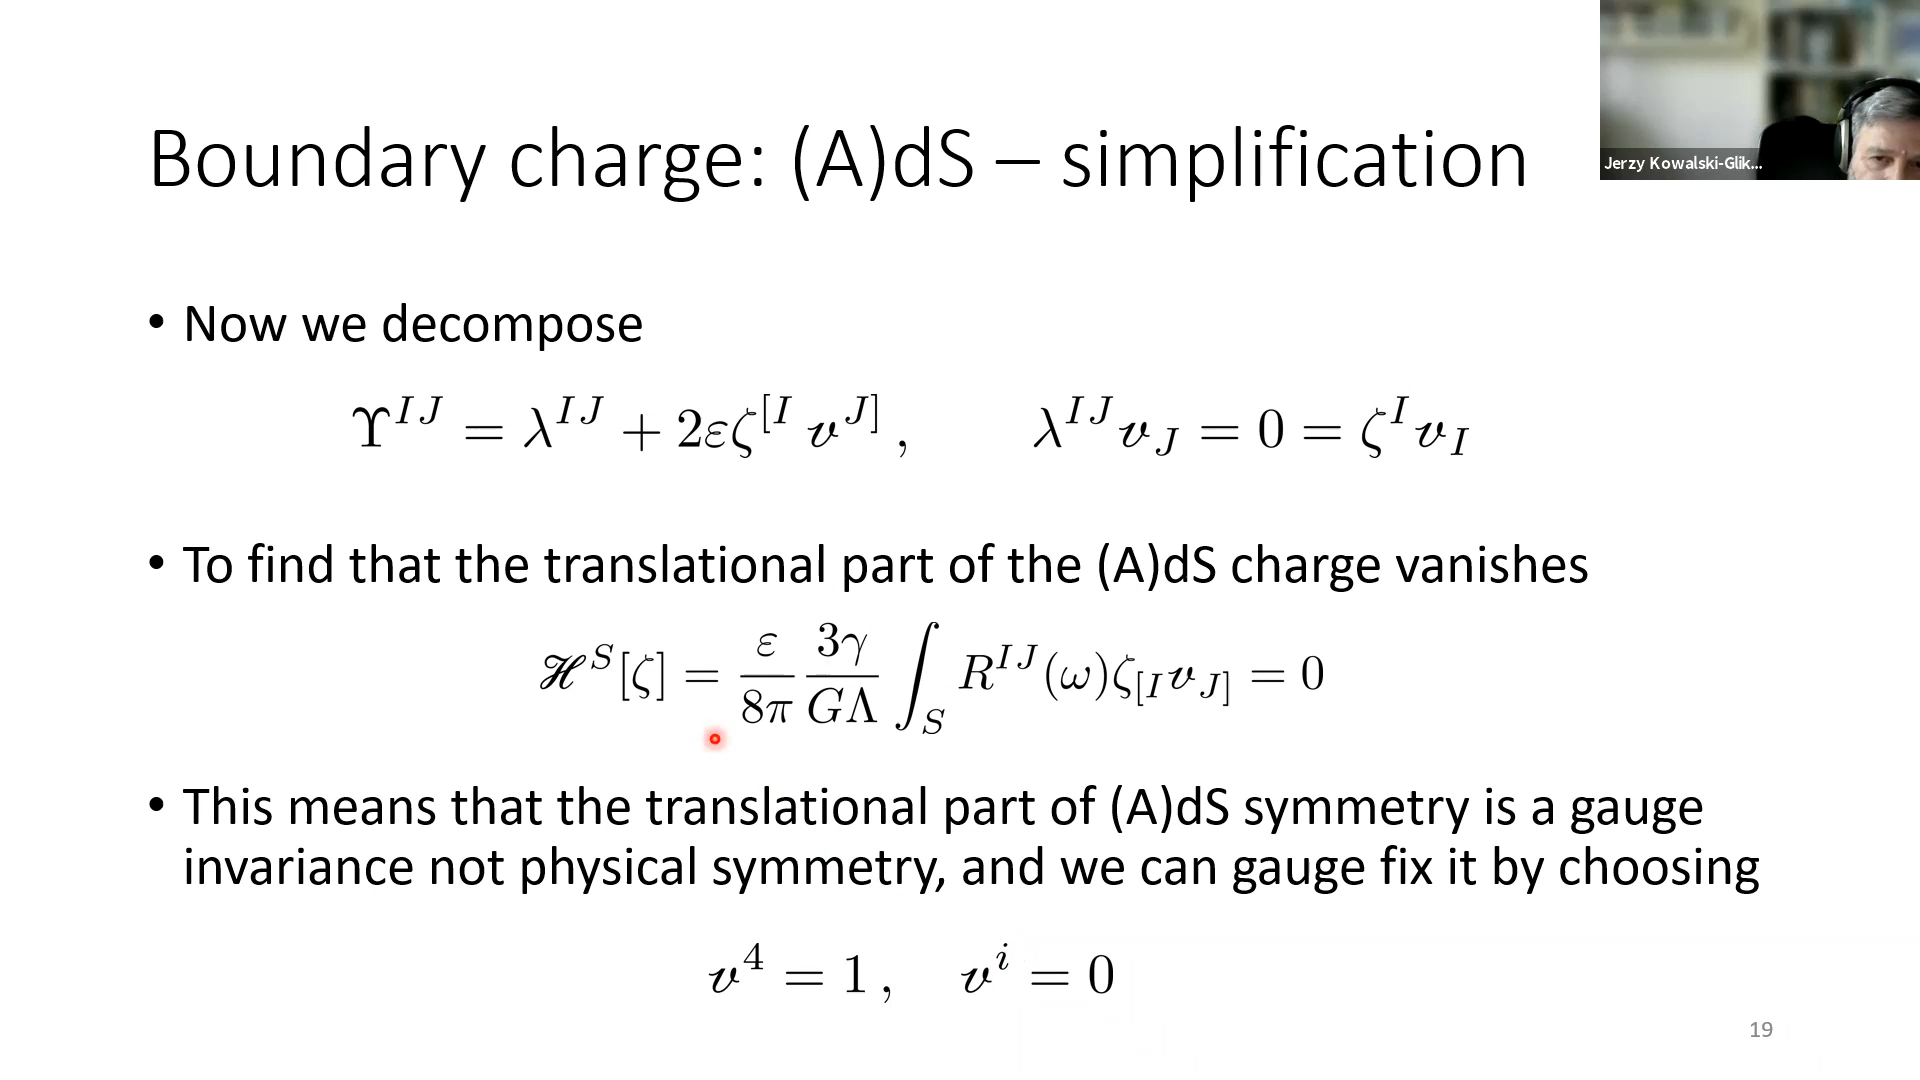 Boundary charge: (A)dS – simplification
Jerzy Kowalski-Glik...
• Now we decompose
ϒ^{IJ} = λ^{IJ} + 2εζ^{[I} 𝓋^{J]} ,    λ^{IJ}𝓋_J = 0 = ζ^I 𝓋_I
• To find that the translational part of the (A)dS charge vanishes
ℋ^S[ζ] = \frac{ε}{8π} \frac{3γ}{GΛ} ∫_S R^{IJ}(ω)ζ_{[I}𝓋_{J]} = 0
• This means that the translational part of (A)dS symmetry is a gauge
invariance not physical symmetry, and we can gauge fix it by choosing
𝓋^4 = 1 ,    𝓋^i = 0
19